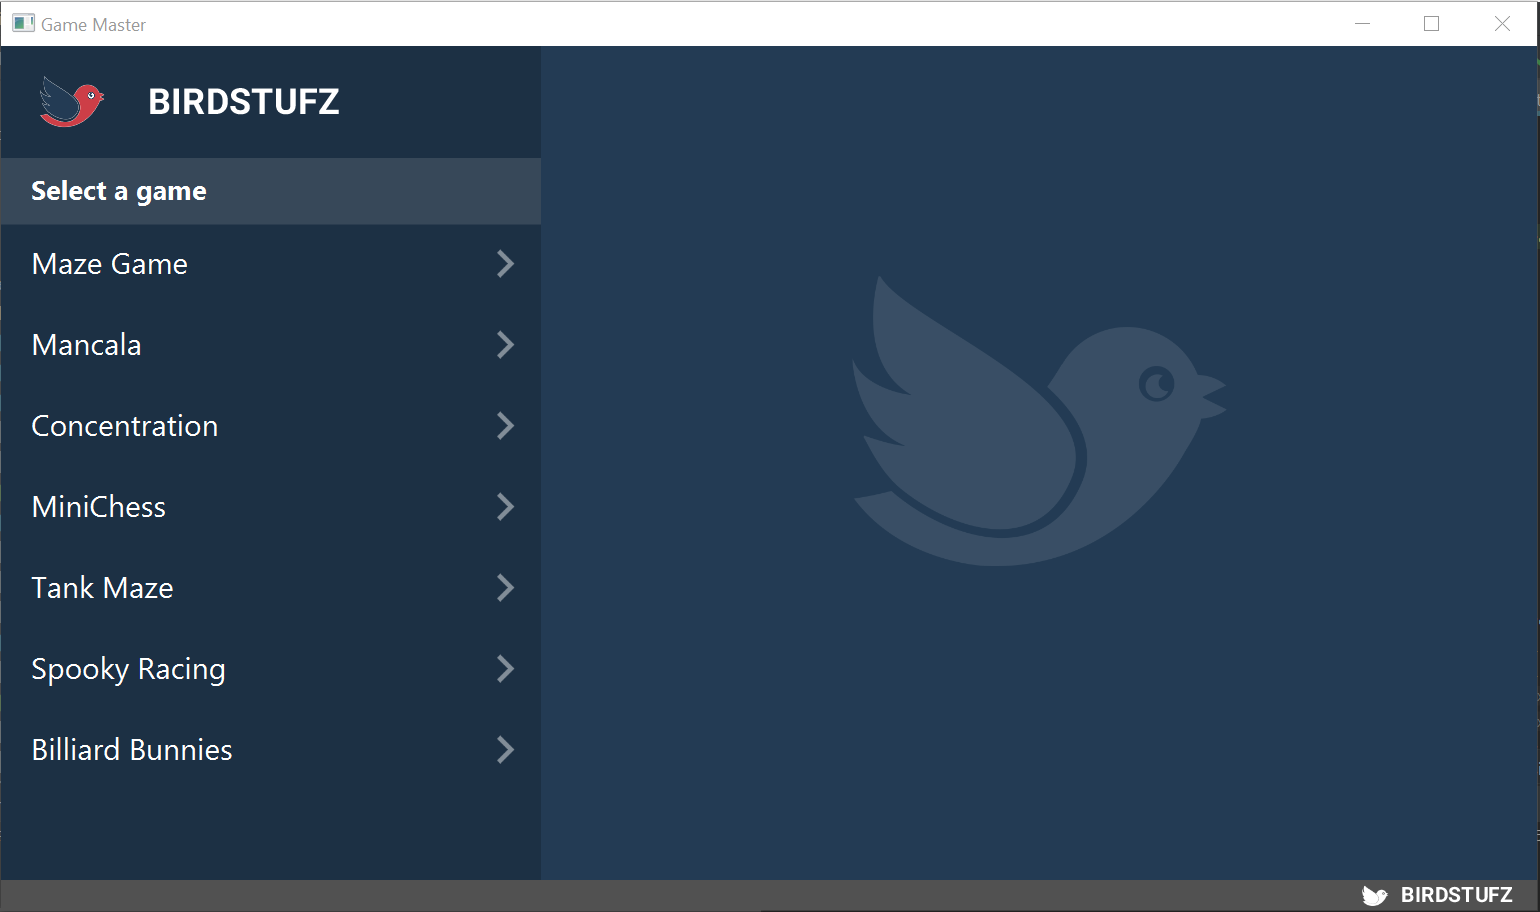 Game Master
BIRDSTUFZ
Select a game
Maze Game
Mancala
Concentration
MiniChess
Tank Maze
Spooky Racing
Billiard Bunnies
BIRDSTUFZ